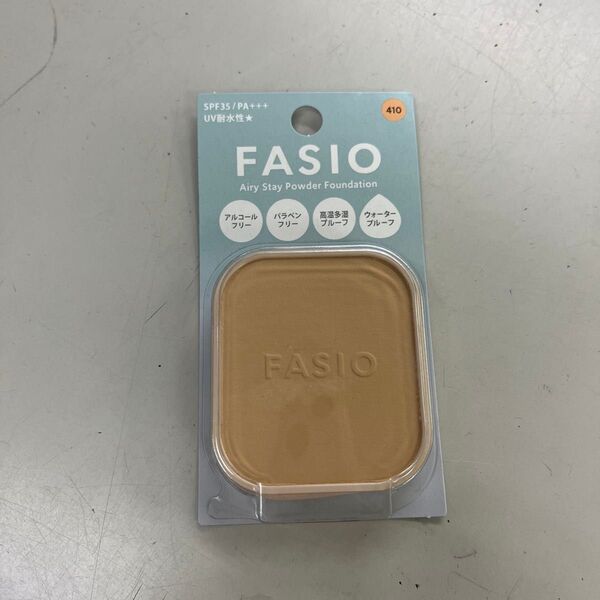 SPF35/PA+++
UV耐水性★
410
FASIO
Airy Stay Powder Foundation
アルコール
フリー
パラベン
フリー
高温多湿
プルーフ
ウォーター
プルーフ
FASIO